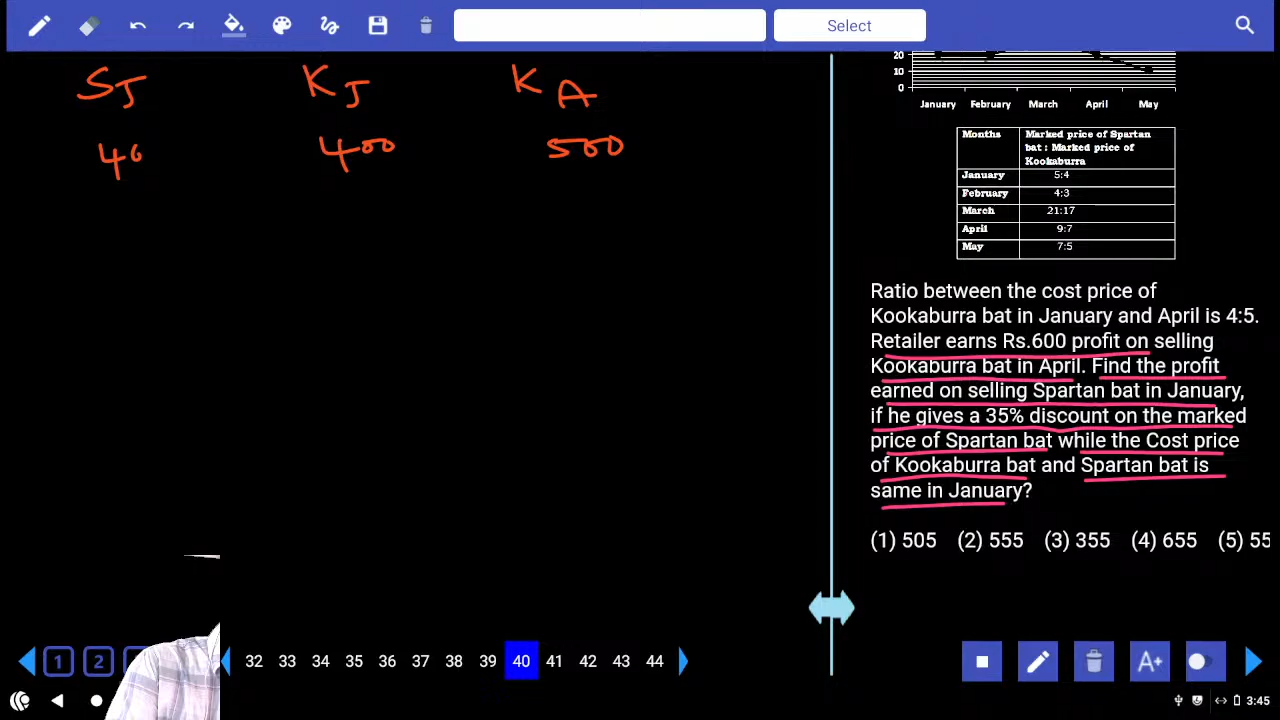 Select
20
10
0
January February March April May
Months Marked price of Spartan bat : Marked price of Kookaburra
January 5:4
February 4:3
March 21:17
April 9:7
May 7:5
S J K J K A
40 400 500
Ratio between the cost price of
Kookaburra bat in January and April is 4:5.
Retailer earns Rs.600 profit on selling
Kookaburra bat in April. Find the profit
earned on selling Spartan bat in January,
if he gives a 35% discount on the marked
price of Spartan bat while the Cost price
of Kookaburra bat and Spartan bat is
same in January?
(1) 505 (2) 555 (3) 355 (4) 655 (5) 55
1 2 32 33 34 35 36 37 38 39 40 41 42 43 44
A+
3:45